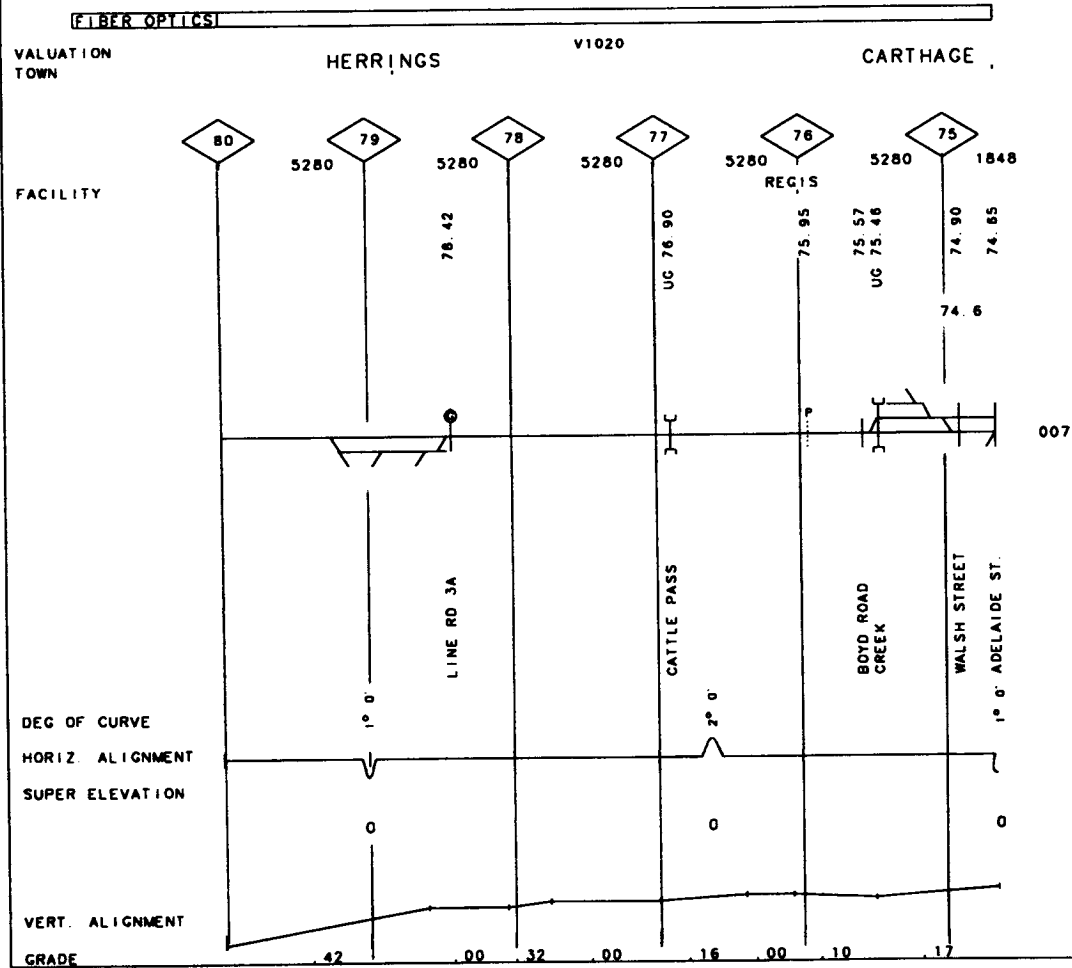 FIBER OPTICS
VALUATION V1020
TOWN HERRINGS CARTHAGE
80 79 78 77 76 75
5280 5280 5280 5280 5280 1848
FACILITY REGIS
78.42 UG 76.90 75.95 75.57 UG 75.46 74.90 74.65
74.6
P
007
LINE RD 3A CATTLE PASS BOYD ROAD CREEK WALSH STREET ADELAIDE ST.
DEG OF CURVE 1° 0' 2° 0' 1° 0'
HORIZ. ALIGNMENT
SUPER ELEVATION
0 0 0
VERT. ALIGNMENT
GRADE .42 .00 .32 .00 .16 .00 .10 .17